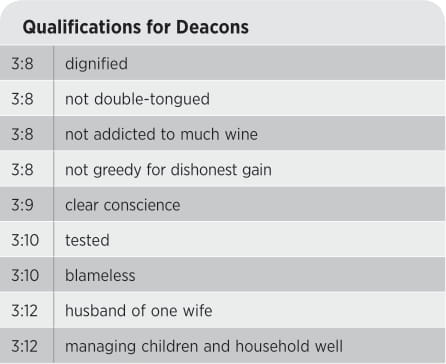 Qualifications for Deacons
3:8 dignified
3:8 not double-tongued
3:8 not addicted to much wine
3:8 not greedy for dishonest gain
3:9 clear conscience
3:10 tested
3:10 blameless
3:12 husband of one wife
3:12 managing children and household well